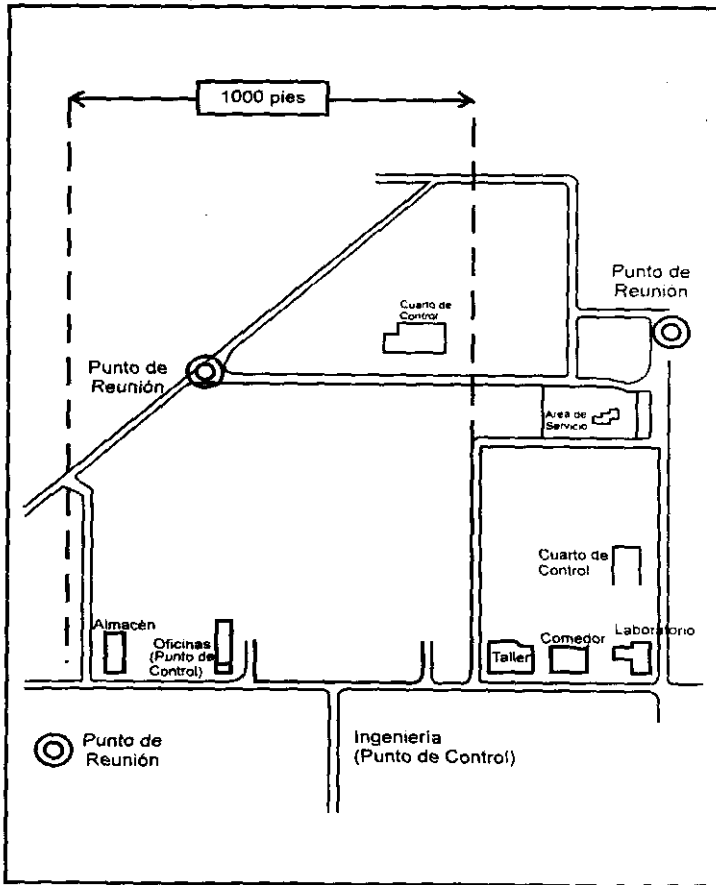 1000 pies
Punto de
Reunión
Cuarto de
Control
Punto de
Reunión
Area de
Servicio
Cuarto de
Control
Almacén
Oficinas
(Punto de
Control)
Taller
Comedor
Laboratorio
Punto de
Reunión
Ingeniería
(Punto de Control)